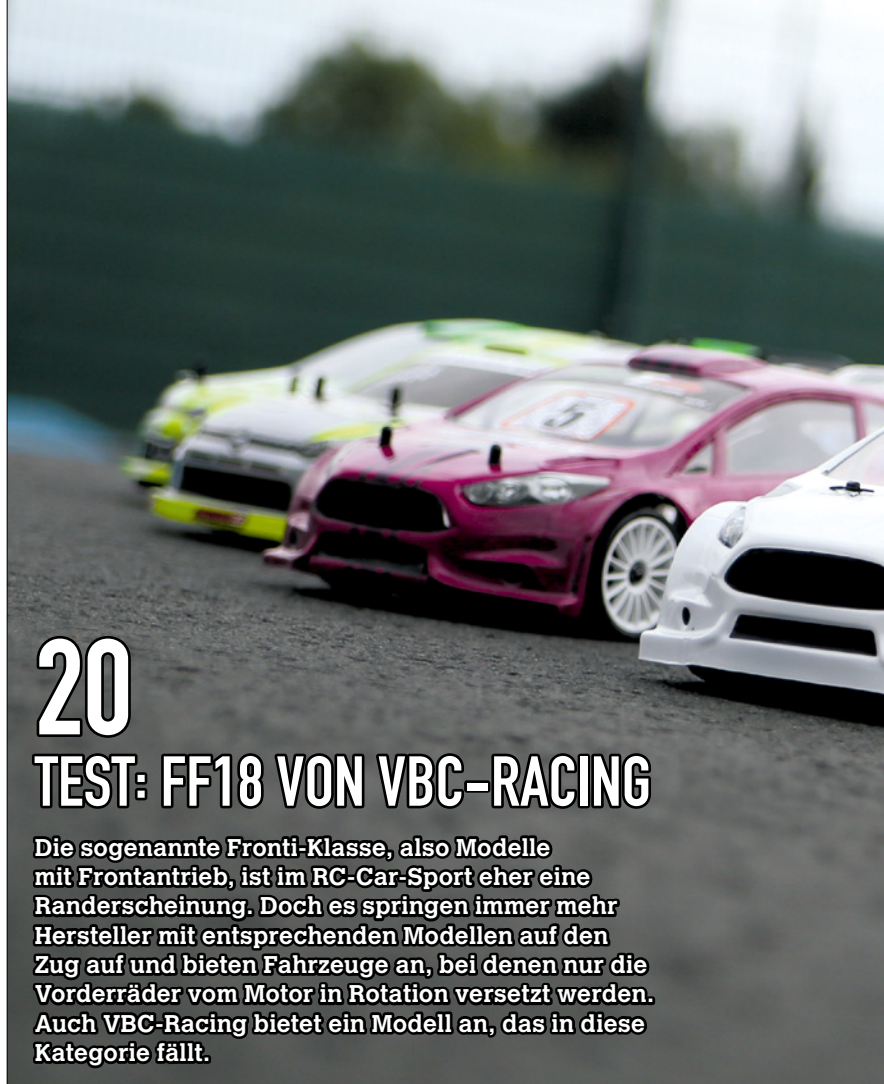 5
20
TEST: FF18 VON VBC-RACING
Die sogenannte Fronti-Klasse, also Modelle
mit Frontantrieb, ist im RC-Car-Sport eher eine
Randerscheinung. Doch es springen immer mehr
Hersteller mit entsprechenden Modellen auf den
Zug auf und bieten Fahrzeuge an, bei denen nur die
Vorderräder vom Motor in Rotation versetzt werden.
Auch VBC-Racing bietet ein Modell an, das in diese
Kategorie fällt.